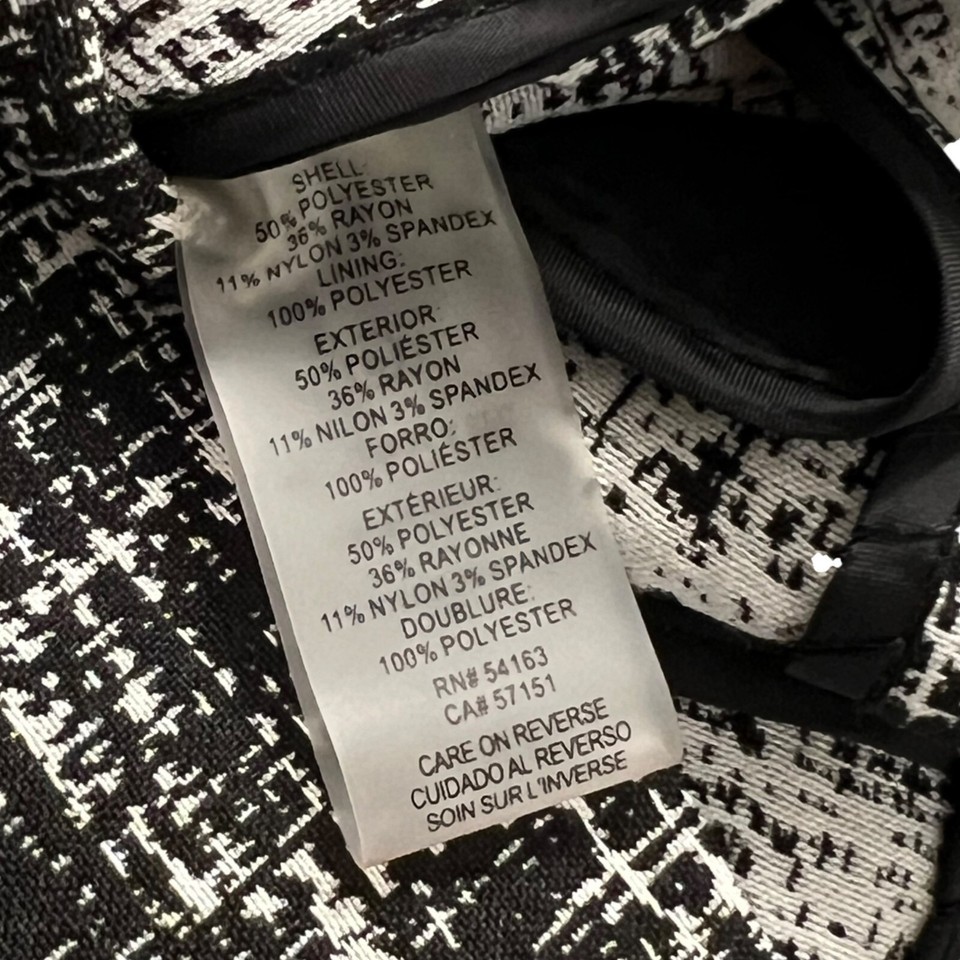 SHELL:
50% POLYESTER
36% RAYON
11% NYLON 3% SPANDEX
LINING:
100% POLYESTER
EXTERIOR:
50% POLIÉSTER
36% RAYON
11% NILON 3% SPANDEX
FORRO:
100% POLIÉSTER
EXTÉRIEUR:
50% POLYESTER
36% RAYONNE
11% NYLON 3% SPANDEX
DOUBLURE:
100% POLYESTER
RN# 54163
CA# 57151
CARE ON REVERSE
CUIDADO AL REVERSO
SOIN SUR L'INVERSE